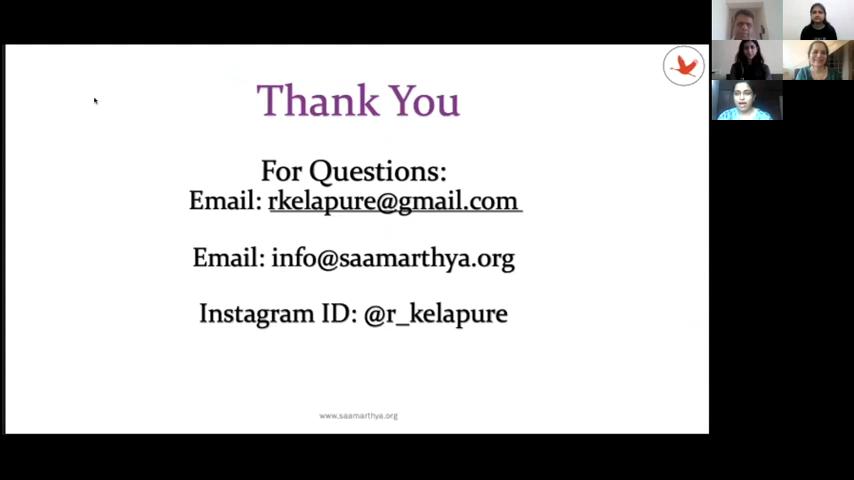 Thank You
For Questions:
Email: rkelapure@gmail.com
Email: info@saamarthya.org
Instagram ID: @r_kelapure
www.saamarthya.org